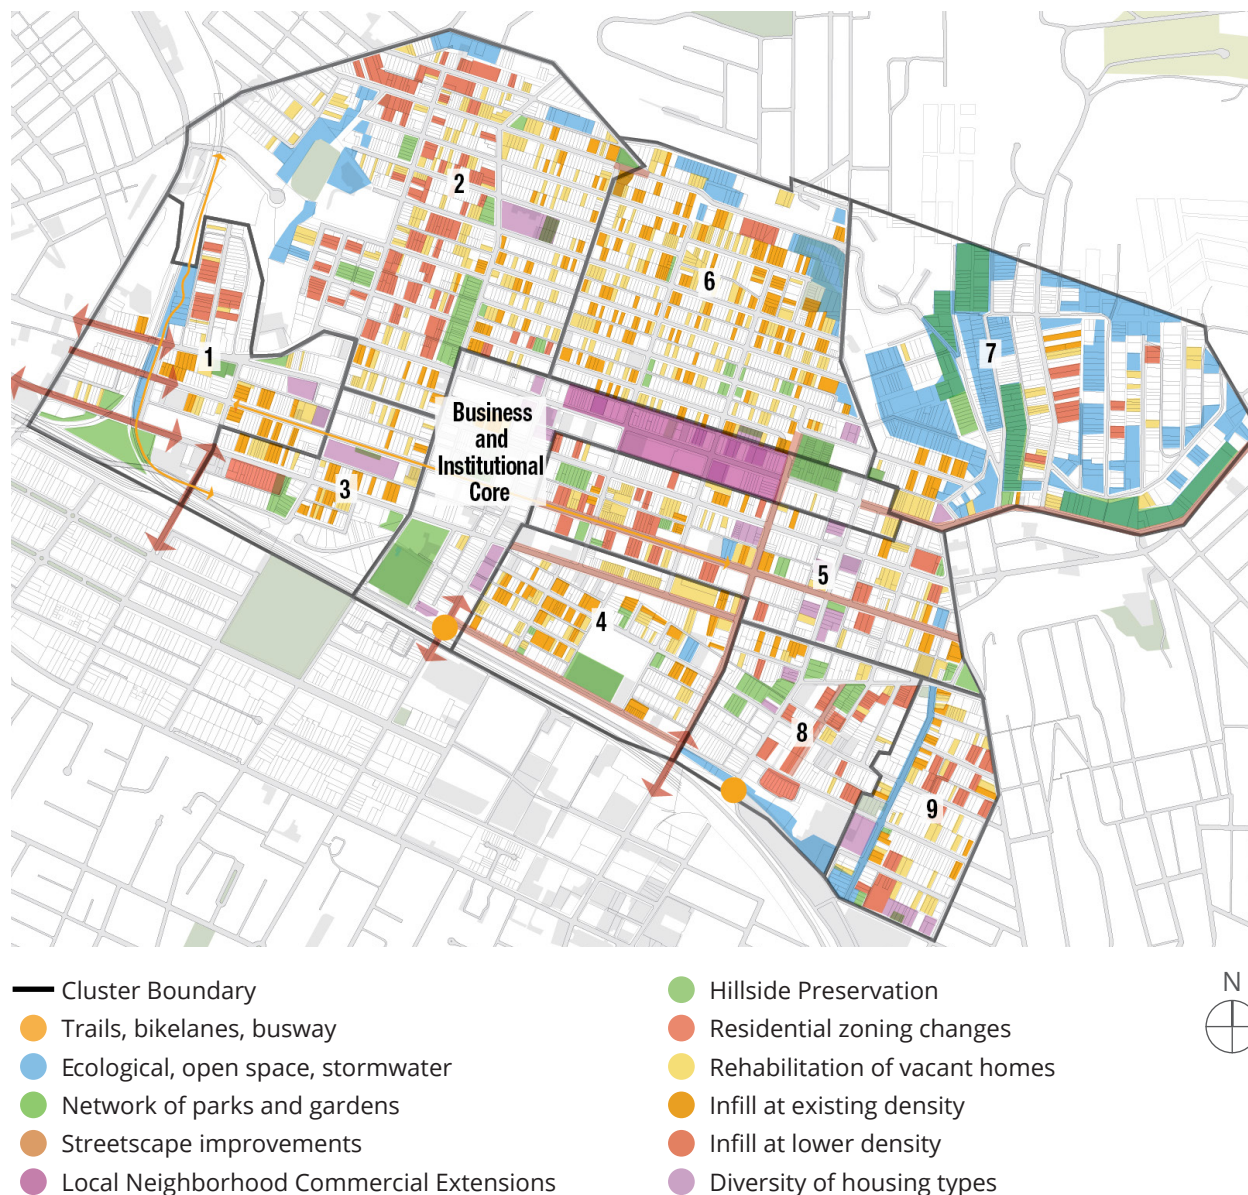 2
6
7
1
Business
and
Institutional
Core
3
5
4
8
9
Cluster Boundary
Trails, bikelanes, busway
Ecological, open space, stormwater
Network of parks and gardens
Streetscape improvements
Local Neighborhood Commercial Extensions
Hillside Preservation
Residential zoning changes
Rehabilitation of vacant homes
Infill at existing density
Infill at lower density
Diversity of housing types
N